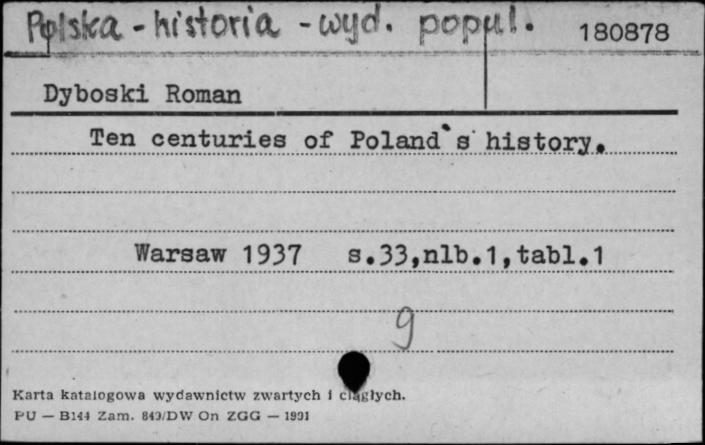 Polska - historia - wyd. popul. 180878
Dyboski Roman
Ten centuries of Poland`s history.
Warsaw 1937 s.33,nlb.1,tabl.1
9
Karta katalogowa wydawnictw zwartych i ciągłych.
PU — B144 Zam. 849/DW On ZGG — 1991